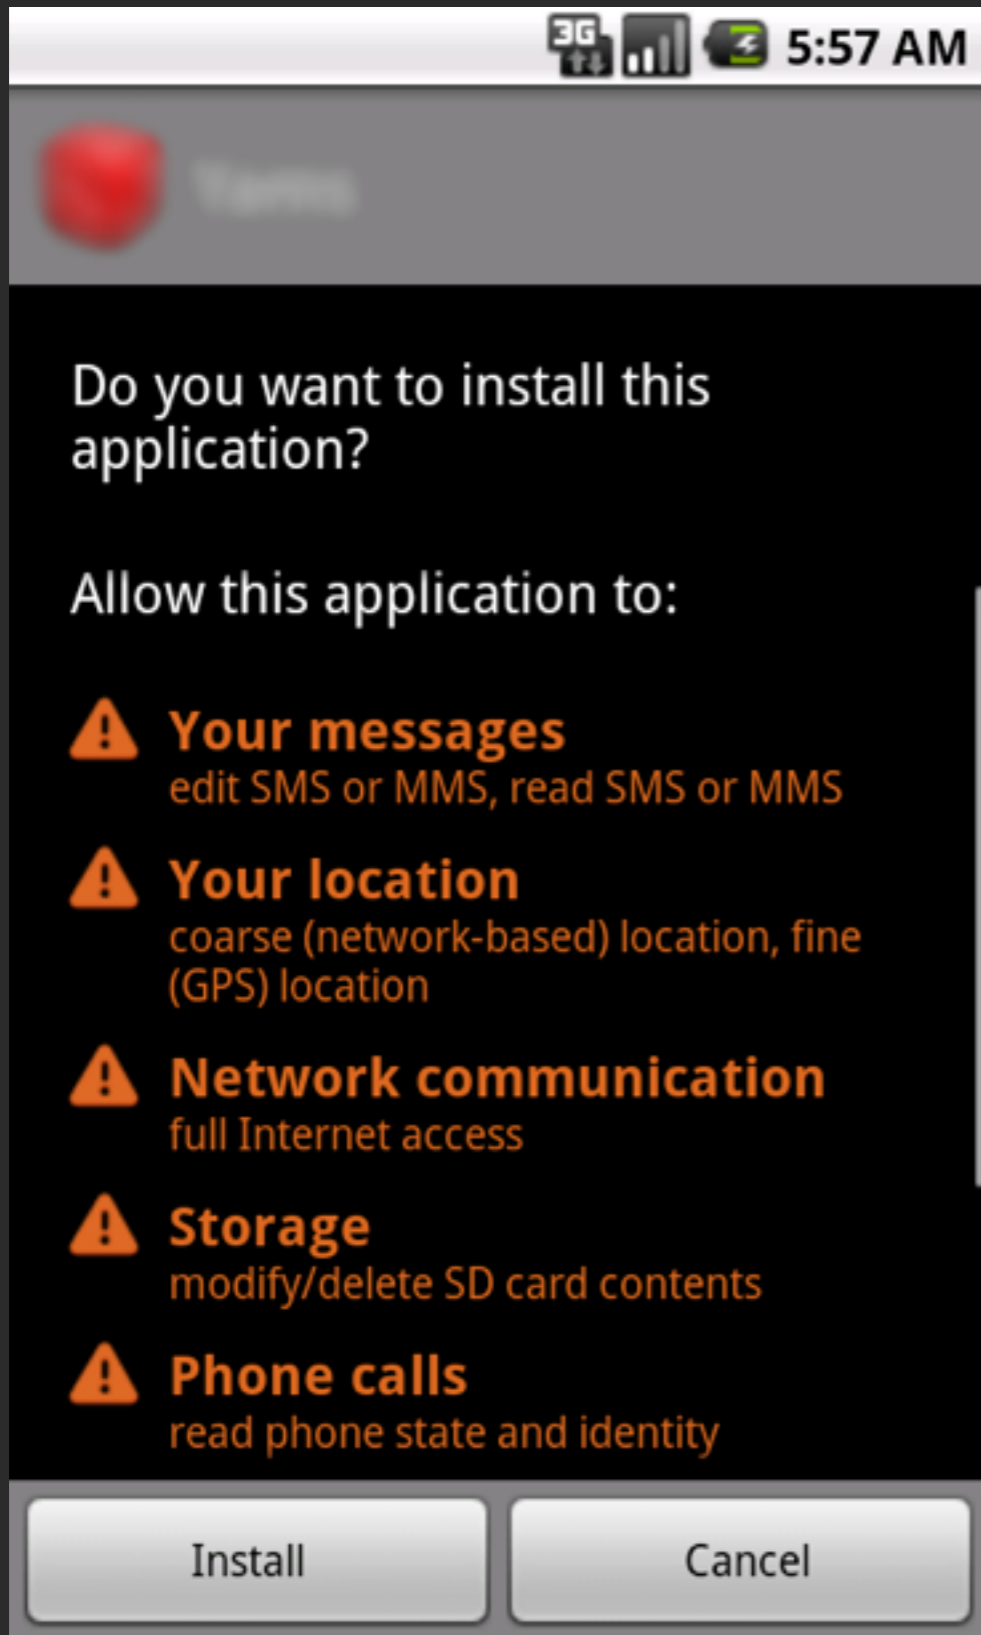 3G
5:57 AM
Do you want to install this
application?
Allow this application to:
Your messages
edit SMS or MMS, read SMS or MMS
Your location
coarse (network-based) location, fine
(GPS) location
Network communication
full Internet access
Storage
modify/delete SD card contents
Phone calls
read phone state and identity
Install
Cancel